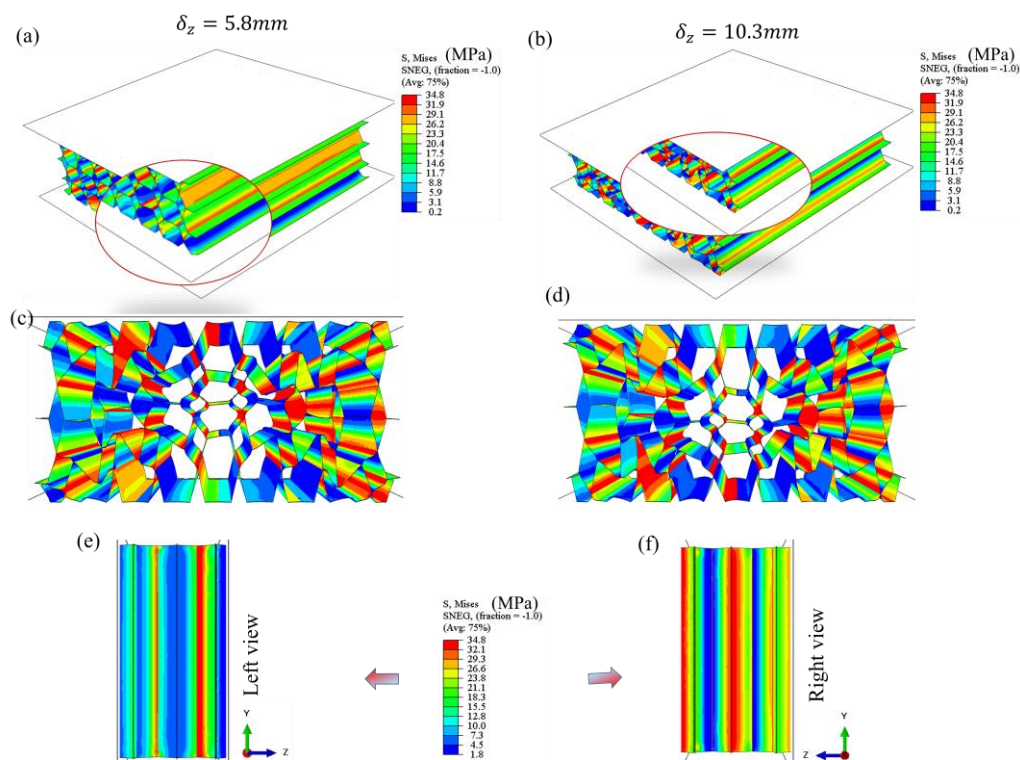 δz = 5.8mm
δz = 10.3mm
(a)
(b)
S, Mises (MPa)
SNEG, (fraction = -1.0)
(Avg: 75%)
34.8
31.9
29.1
26.2
23.3
20.4
17.5
14.6
11.7
8.8
5.9
3.1
0.2
S, Mises (MPa)
SNEG, (fraction = -1.0)
(Avg: 75%)
34.8
31.9
29.1
26.2
23.3
20.4
17.5
14.6
11.7
8.8
5.9
3.1
0.2
(c)
(d)
(e)
(f)
Left view
Y
Z
S, Mises (MPa)
SNEG, (fraction = -1.0)
(Avg: 75%)
34.8
32.1
29.3
26.6
23.8
21.1
18.3
15.5
12.8
10.0
7.3
4.5
1.8
Right view
Y
Z